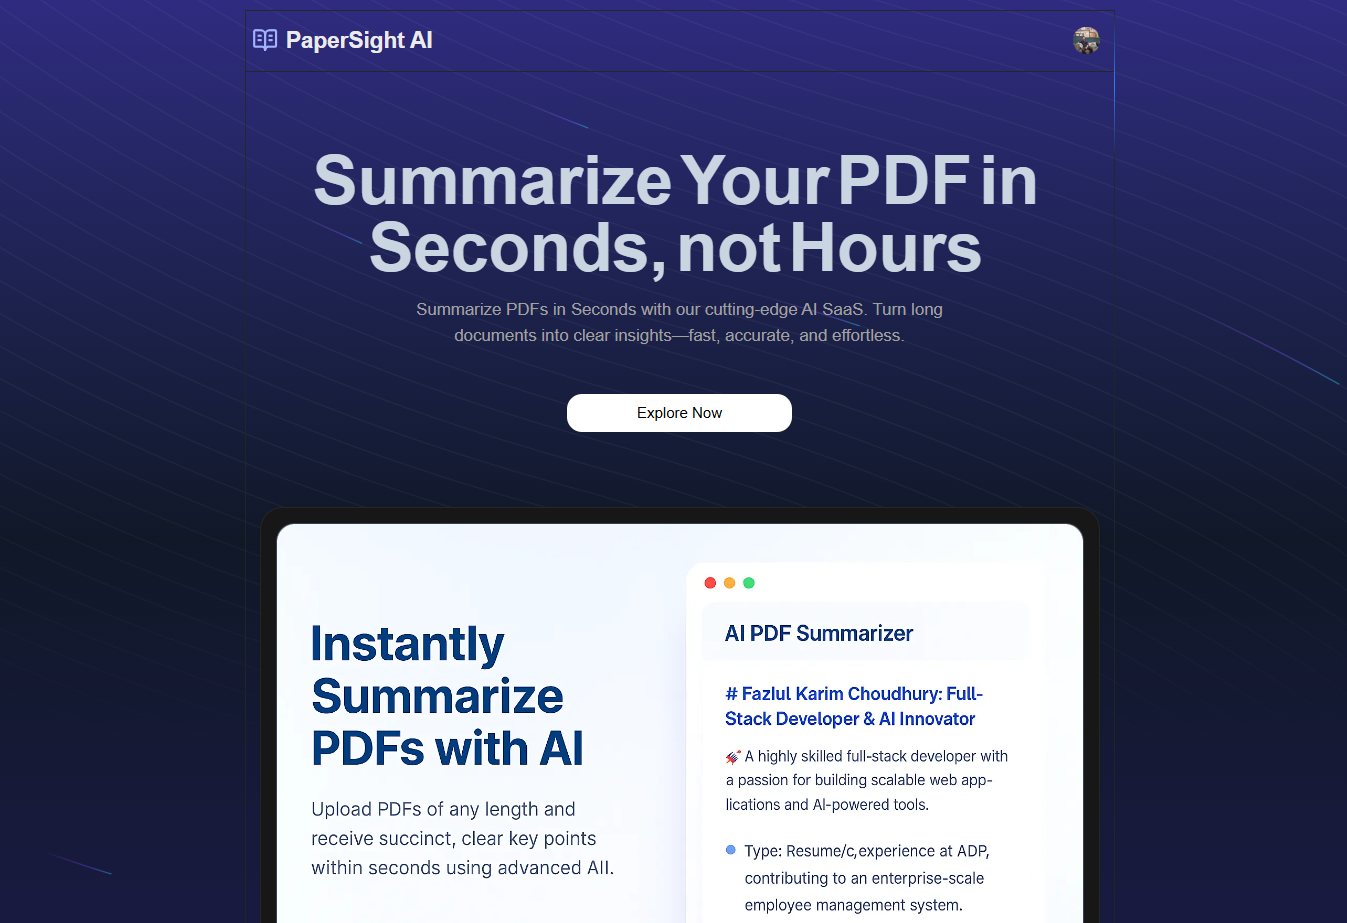 PaperSight AI
Summarize Your PDF in
Seconds, not Hours
Summarize PDFs in Seconds with our cutting-edge AI SaaS. Turn long
documents into clear insights—fast, accurate, and effortless.
Explore Now
Instantly
Summarize
PDFs with AI
Upload PDFs of any length and
receive succinct, clear key points
within seconds using advanced AII.
AI PDF Summarizer
# Fazlul Karim Choudhury: Full-
Stack Developer & AI Innovator
🚀 A highly skilled full-stack developer with
a passion for building scalable web app-
lications and AI-powered tools.
Type: Resume/c,experience at ADP,
contributing to an enterprise-scale
employee management system.